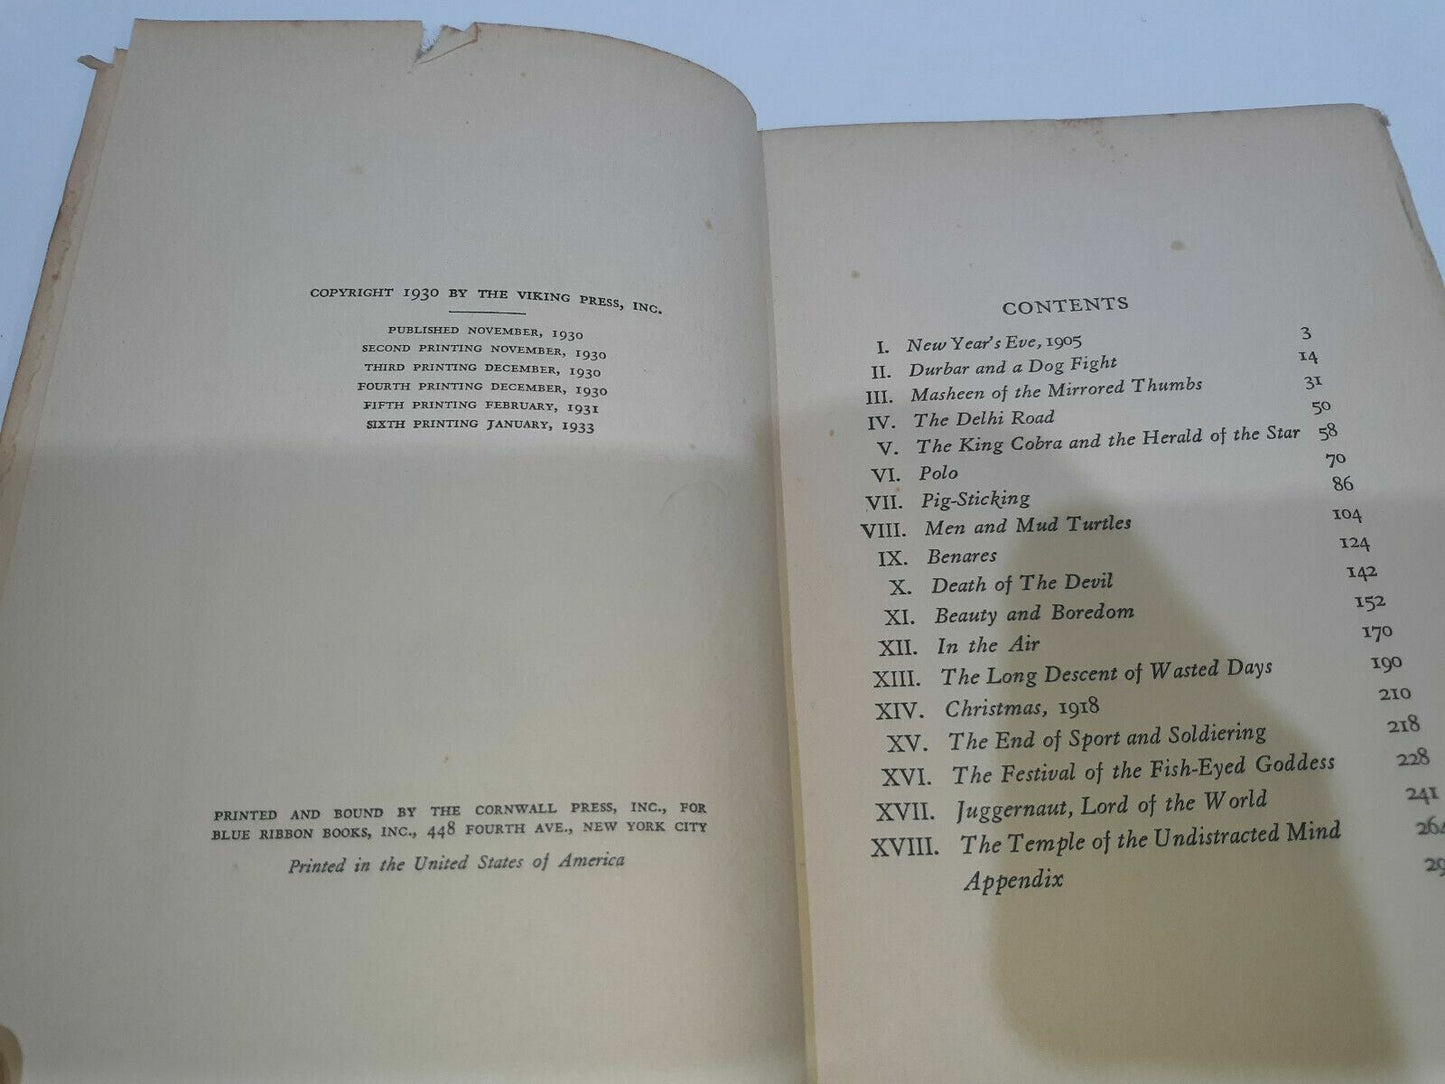 COPYRIGHT 1930 BY THE VIKING PRESS, INC.
PUBLISHED NOVEMBER, 1930
SECOND PRINTING NOVEMBER, 1930
THIRD PRINTING DECEMBER, 1930
FOURTH PRINTING DECEMBER, 1930
FIFTH PRINTING FEBRUARY, 1931
SIXTH PRINTING JANUARY, 1933
PRINTED AND BOUND BY THE CORNWALL PRESS, INC., FOR
BLUE RIBBON BOOKS, INC., 448 FOURTH AVE., NEW YORK CITY
Printed in the United States of America
CONTENTS
I. New Year's Eve, 1905 3
II. Durbar and a Dog Fight 14
III. Masheen of the Mirrored Thumbs 31
IV. The Delhi Road 50
V. The King Cobra and the Herald of the Star 58
VI. Polo 70
VII. Pig-Sticking 86
VIII. Men and Mud Turtles 104
IX. Benares 124
X. Death of The Devil 142
XI. Beauty and Boredom 152
XII. In the Air 170
XIII. The Long Descent of Wasted Days 190
XIV. Christmas, 1918 210
XV. The End of Sport and Soldiering 218
XVI. The Festival of the Fish-Eyed Goddess 228
XVII. Juggernaut, Lord of the World 241
XVIII. The Temple of the Undistracted Mind
Appendix